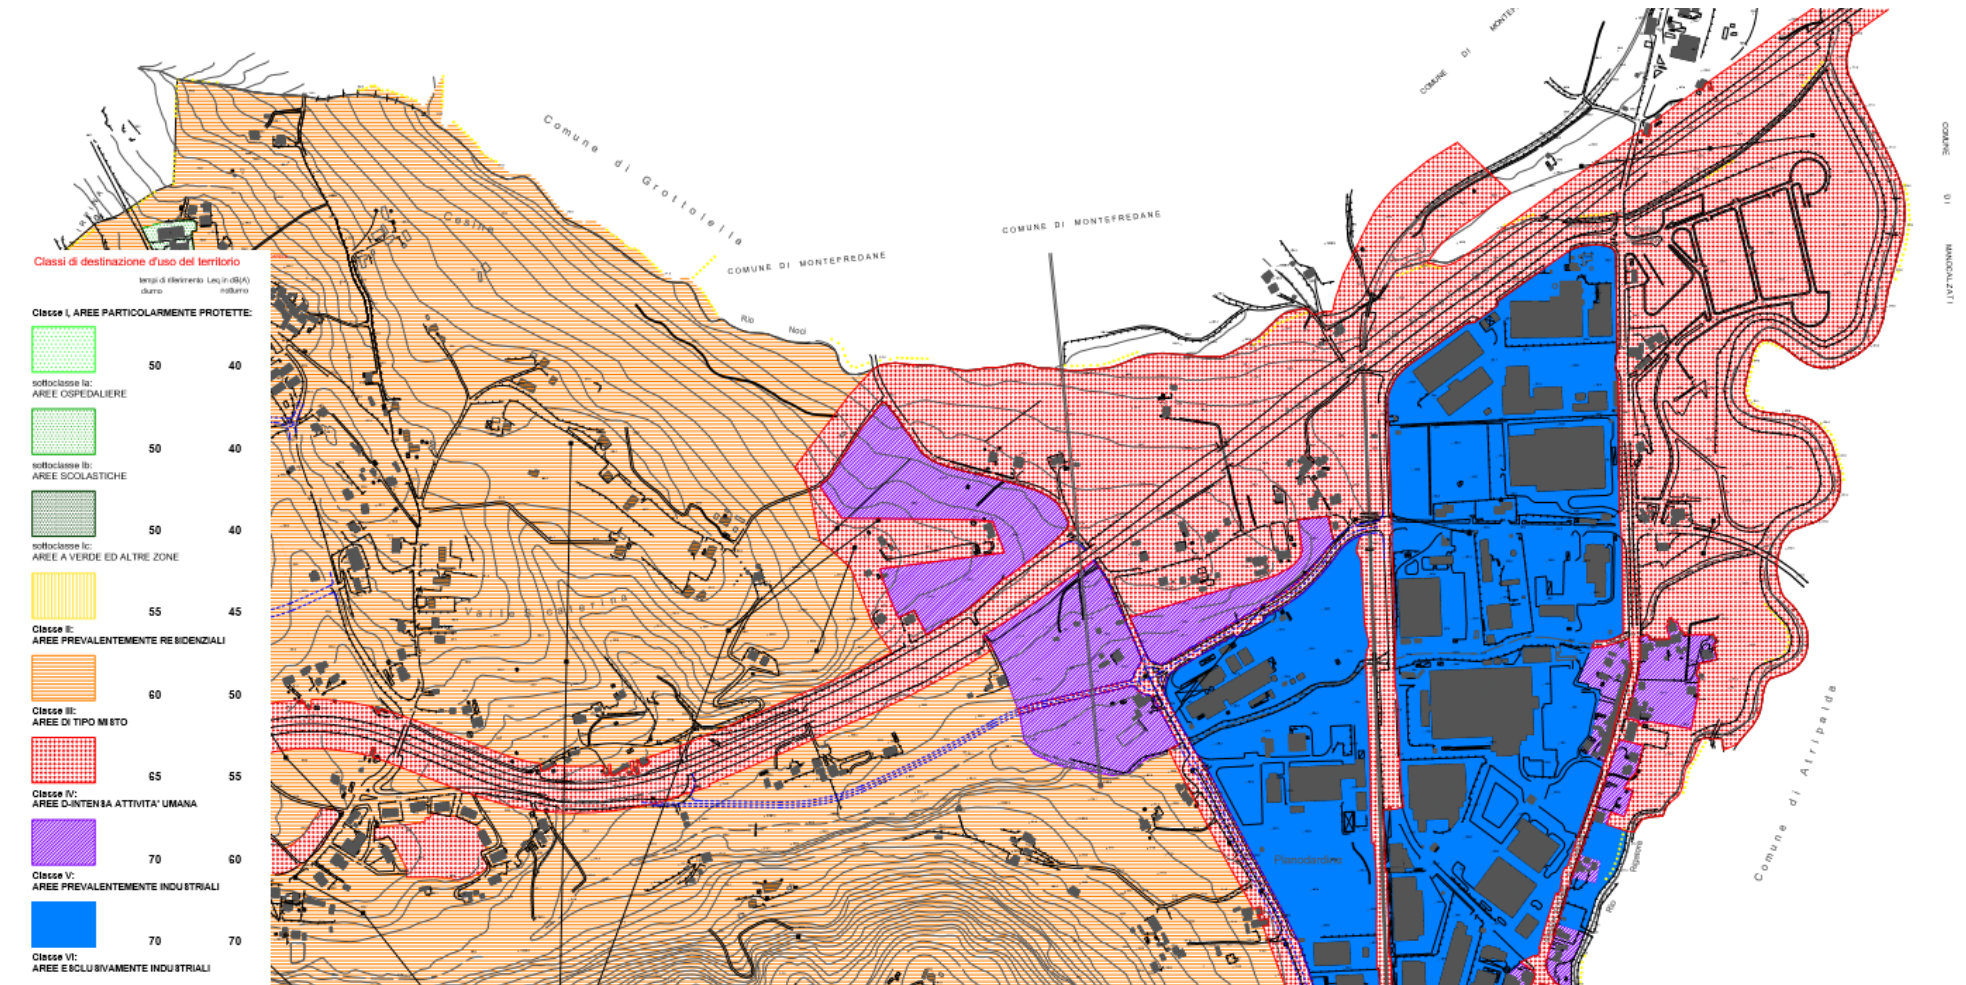 Classi di destinazione d'uso del territorio
tempi di riferimento Leq in dB(A)
diurno notturno
Classe I, AREE PARTICOLARMENTE PROTETTE:
50 40
sottoclasse Ia:
AREE OSPEDALIERE
50 40
sottoclasse Ib:
AREE SCOLASTICHE
50 40
sottoclasse Ic:
AREE A VERDE ED ALTRE ZONE
55 45
Classe II:
AREE PREVALENTEMENTE RESIDENZIALI
60 50
Classe III:
AREE DI TIPO MISTO
65 55
Classe IV:
AREE D-INTENSA ATTIVITA' UMANA
70 60
Classe V:
AREE PREVALENTEMENTE INDUSTRIALI
70 70
Classe VI:
AREE ESCLUSIVAMENTE INDUSTRIALI
Comune di Grottolella
COMUNE DI MONTEFREDANE
COMUNE DI MONTEFREDANE
COMUNE DI
COMUNE DI MANOCALZATI
Cesine
Rio Noci
Valle S. Caterina
Pianodardine
Rio
Comune di Atripalda